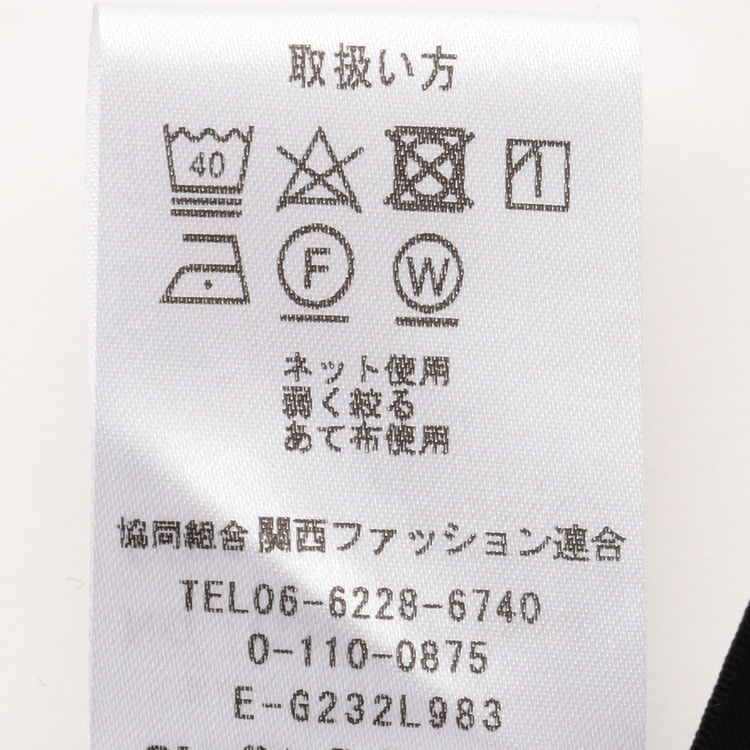 取扱い方
40
F W
ネット使用
弱く絞る
あて布使用
協同組合 関西ファッション連合
TEL06-6228-6740
0-110-0875
E-G232L983